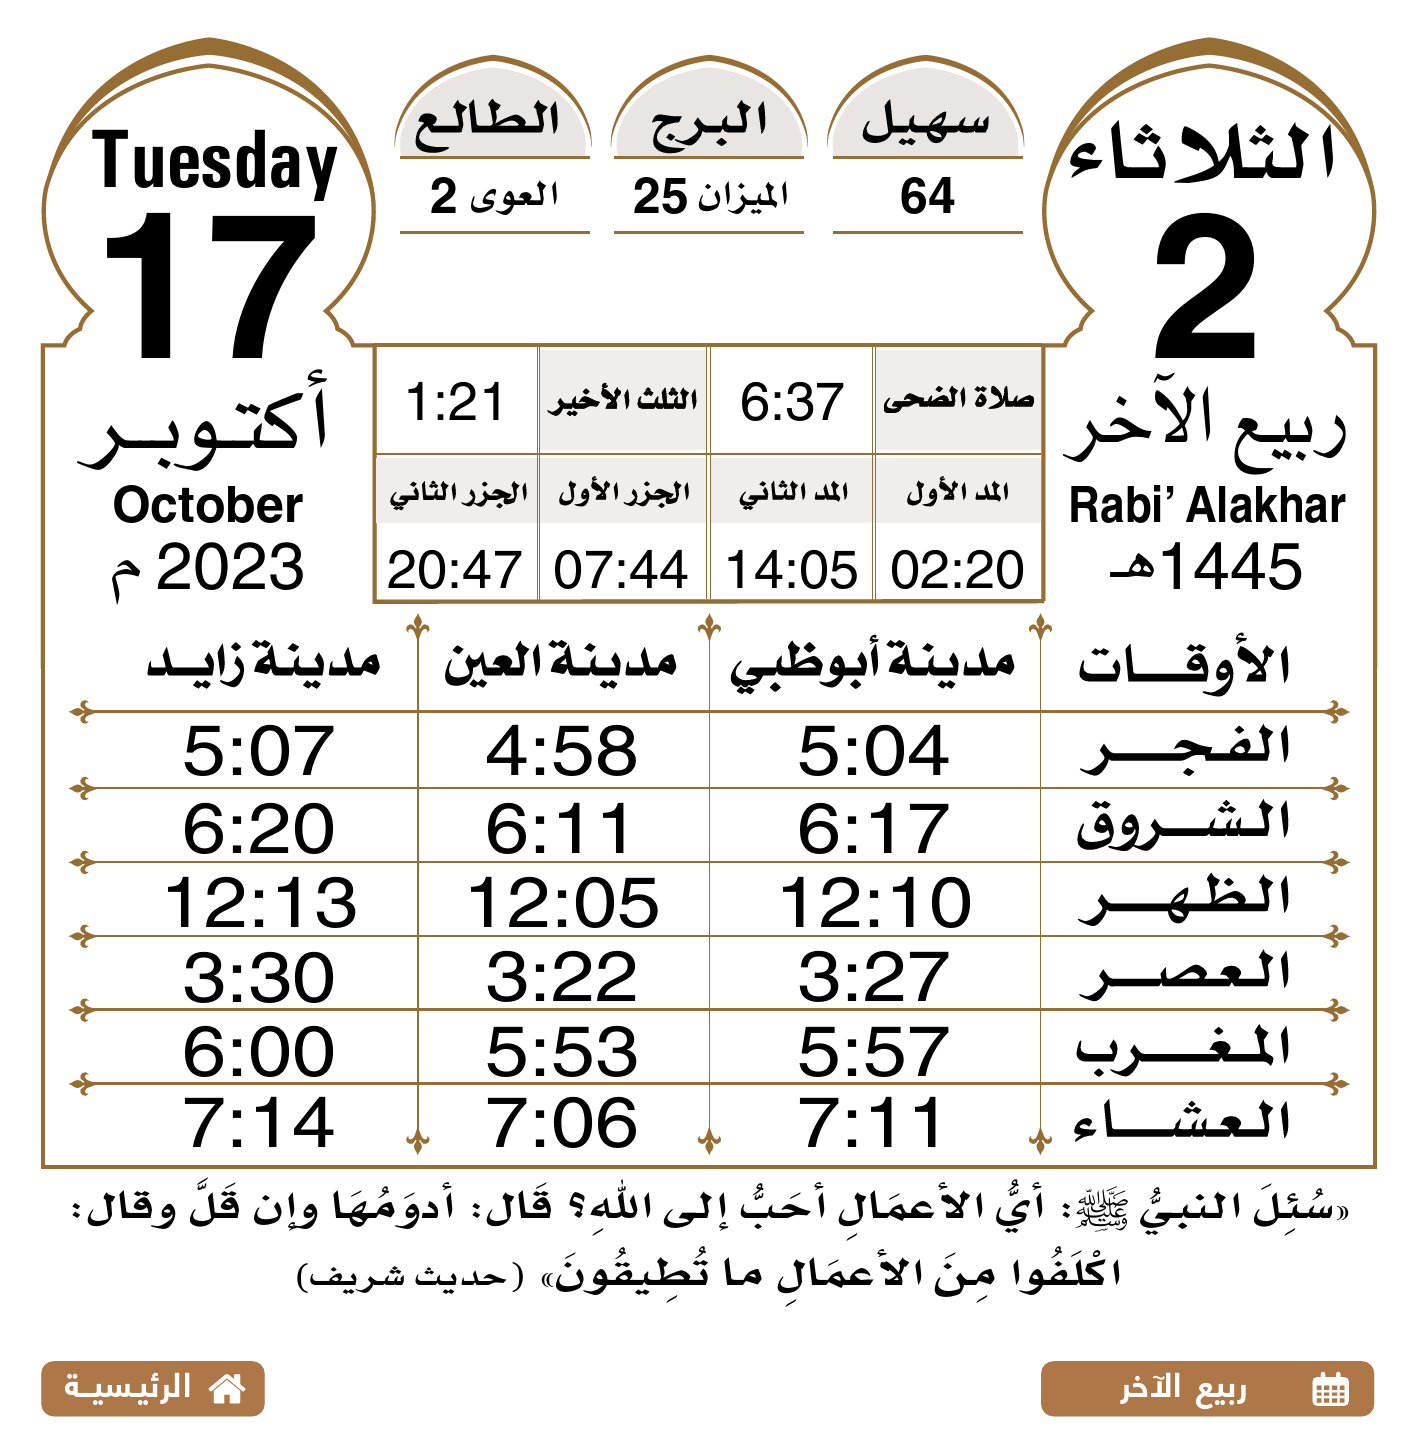 الثلاثاء
2
ربيع الآخر
Rabi’ Alakhar
1445هـ
سهيل
64
البرج
الميزان 25
الطالع
العوى 2
Tuesday
17
أكتوبر
October
2023 م
صلاة الضحى 6:37 الثلث الأخير 1:21
المد الأول المد الثاني الجزر الأول الجزر الثاني
02:20 14:05 07:44 20:47
الأوقات مدينة أبوظبي مدينة العين مدينة زايد
الفجر 5:04 4:58 5:07
الشروق 6:17 6:11 6:20
الظهر 12:10 12:05 12:13
العصر 3:27 3:22 3:30
المغرب 5:57 5:53 6:00
العشاء 7:11 7:06 7:14
«سُئِلَ النبيُّ ﷺ: أيُّ الأعمَالِ أحَبُّ إلى اللهِ؟ قَال: أدوَمُهَا وإن قَلَّ وقال:
اكْلَفُوا مِنَ الأعمَالِ ما تُطِيقُونَ» (حديث شريف)
ربيع الآخر
الرئيسية